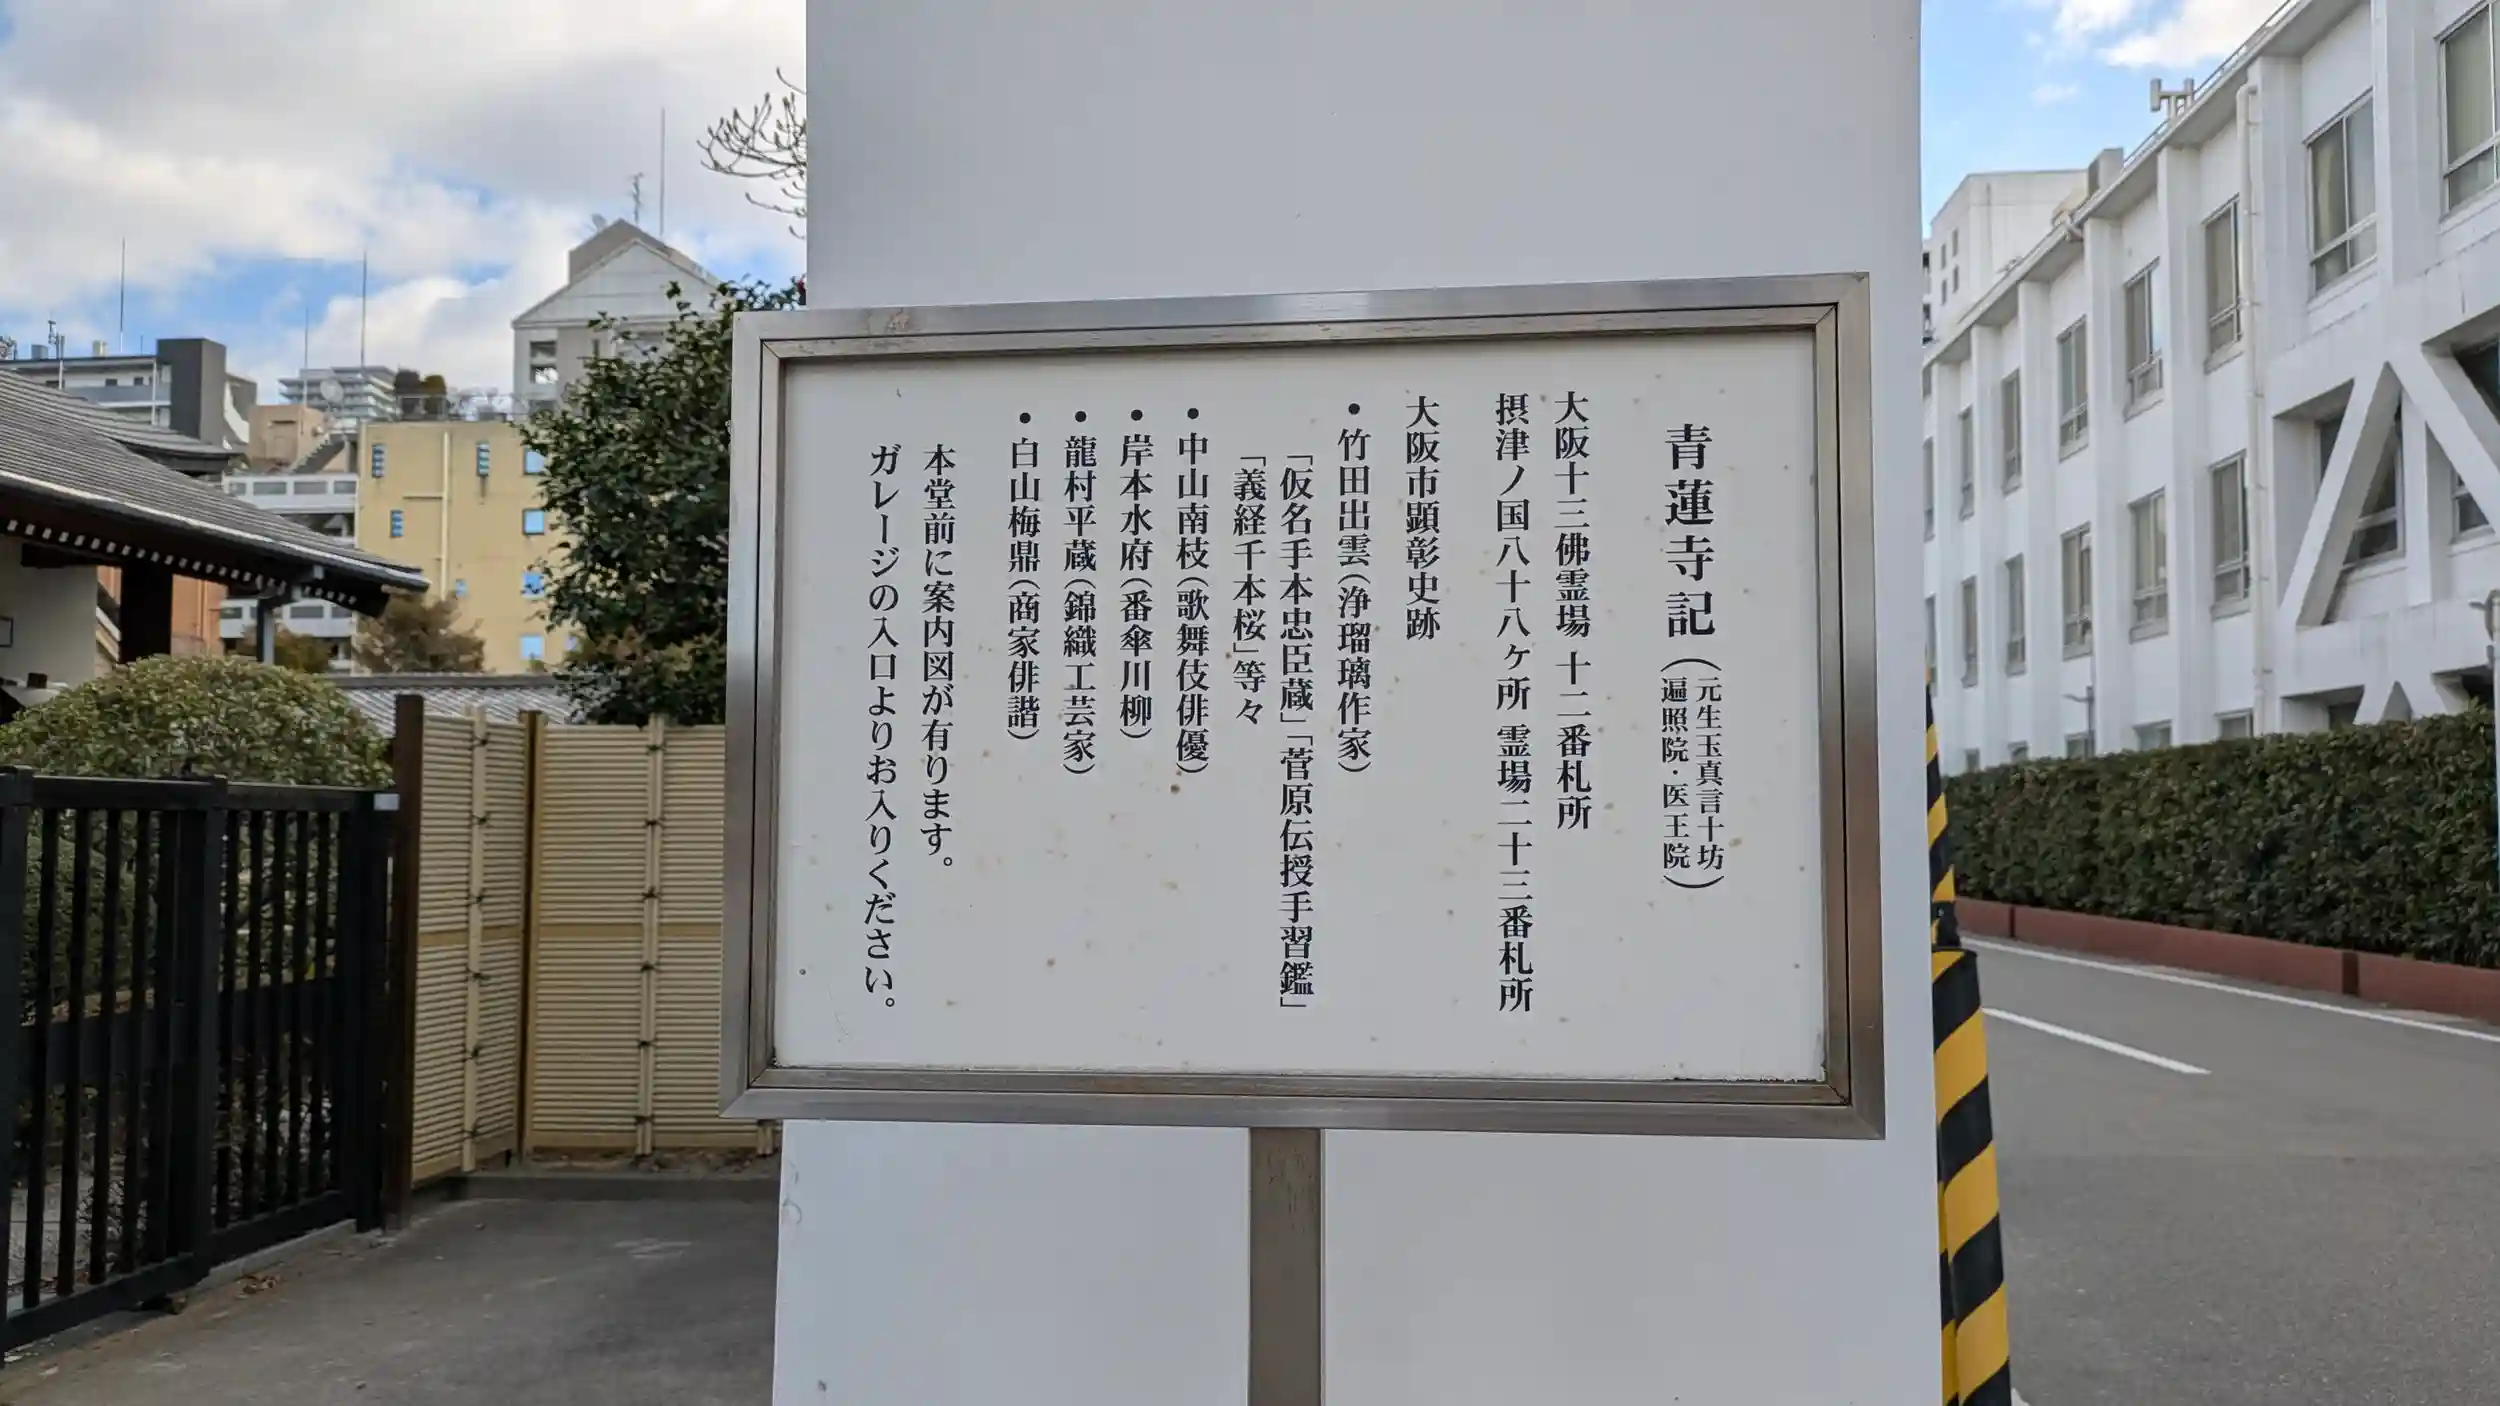 青蓮寺記（元生玉真言十坊
遍照院・医王院）
大阪十三佛霊場 十二番札所
摂津ノ国八十八ヶ所 霊場二十三番札所
大阪市顕彰史跡
・竹田出雲（浄瑠璃作家）
「仮名手本忠臣蔵」「菅原伝授手習鑑」
「義経千本桜」等々
・中山南枝（歌舞伎俳優）
・岸本水府（番傘川柳）
・龍村平蔵（錦織工芸家）
・白山梅鼎（商家俳諧）
本堂前に案内図が有ります。
ガレージの入口よりお入りください。